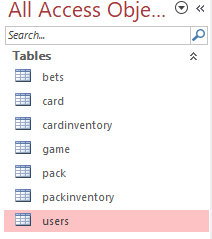 All Access Obje...
Search...
Tables
bets
card
cardinventory
game
pack
packinventory
users